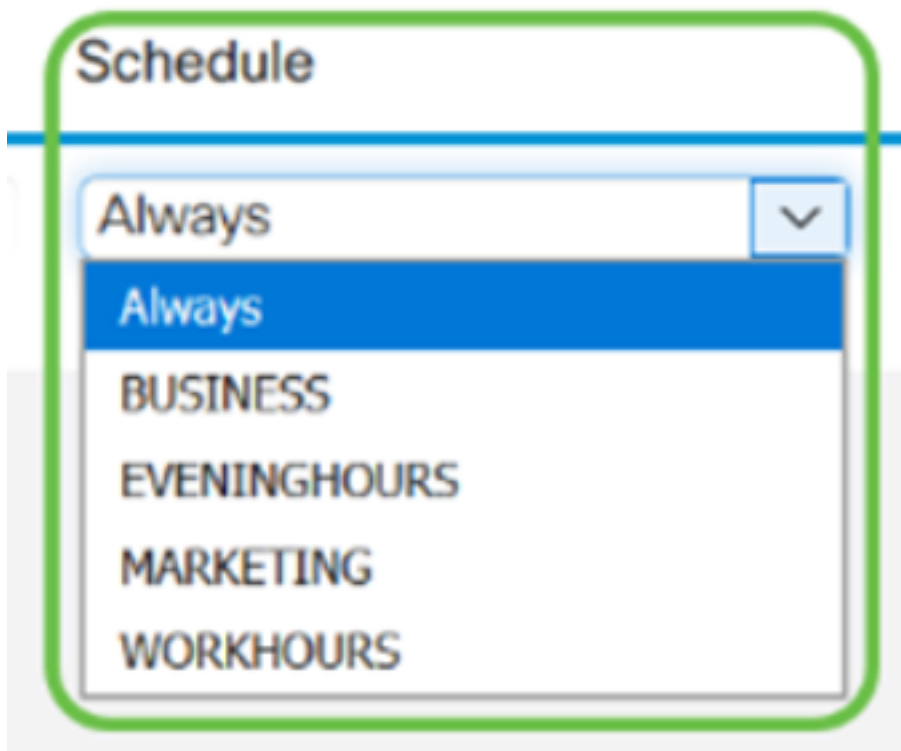 Schedule
Always
Always
BUSINESS
EVENINGHOURS
MARKETING
WORKHOURS